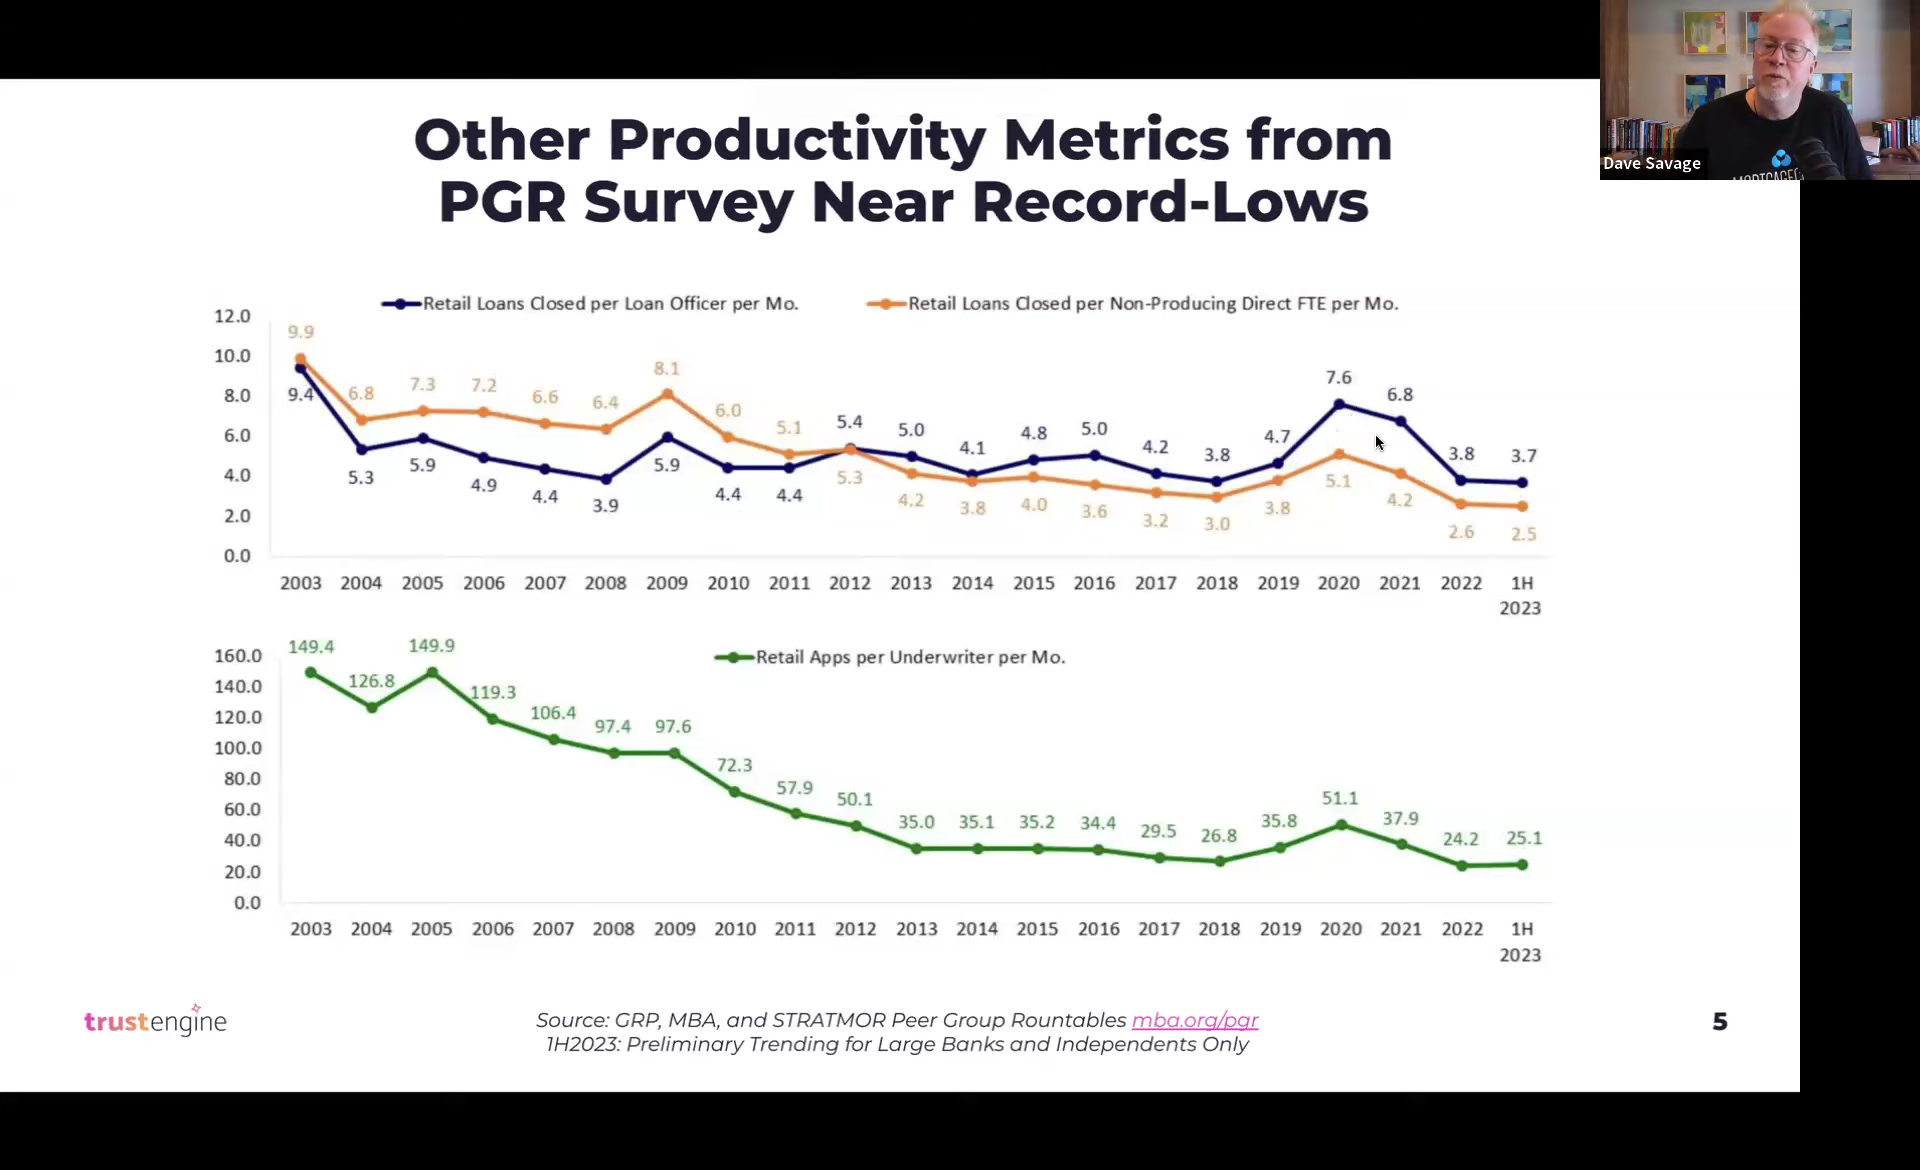 Other Productivity Metrics from
PGR Survey Near Record-Lows
Dave Savage
Retail Loans Closed per Loan Officer per Mo.
Retail Loans Closed per Non-Producing Direct FTE per Mo.
12.0
10.0
8.0
6.0
4.0
2.0
0.0
9.9 6.8 7.3 7.2 6.6 6.4 8.1 6.0 5.1 5.3 4.2 3.8 4.0 3.6 3.2 3.0 3.8 5.1 4.2 2.6 2.5
9.4 5.3 5.9 4.9 4.4 3.9 5.9 4.4 4.4 5.4 5.0 4.1 4.8 5.0 4.2 3.8 4.7 7.6 6.8 3.8 3.7
2003 2004 2005 2006 2007 2008 2009 2010 2011 2012 2013 2014 2015 2016 2017 2018 2019 2020 2021 2022 1H
2023
Retail Apps per Underwriter per Mo.
160.0
140.0
120.0
100.0
80.0
60.0
40.0
20.0
0.0
149.4 126.8 149.9 119.3 106.4 97.4 97.6 72.3 57.9 50.1 35.0 35.1 35.2 34.4 29.5 26.8 35.8 51.1 37.9 24.2 25.1
2003 2004 2005 2006 2007 2008 2009 2010 2011 2012 2013 2014 2015 2016 2017 2018 2019 2020 2021 2022 1H
2023
trustengine
Source: GRP, MBA, and STRATMOR Peer Group Roundtables mba.org/pgr
1H2023: Preliminary Trending for Large Banks and Independents Only
5